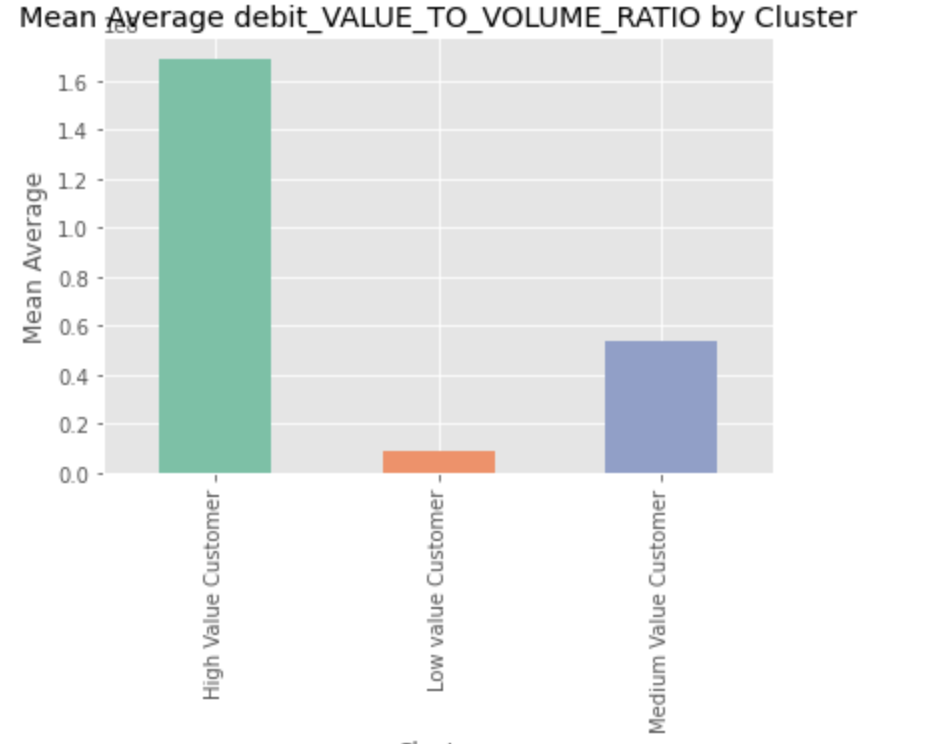 Mean Average debit_VALUE_TO_VOLUME_RATIO by Cluster
1.6
1.4
1.2
1.0
0.8
0.6
0.4
0.2
0.0
Mean Average
High Value Customer
Low value Customer
Medium Value Customer